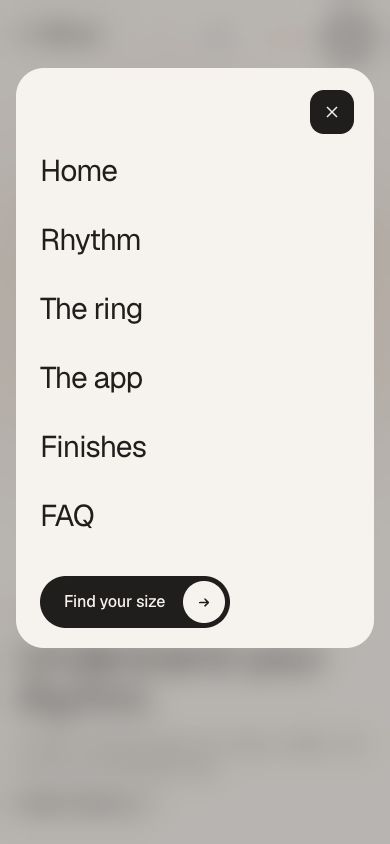 Home
Rhythm
The ring
The app
Finishes
FAQ
Find your size